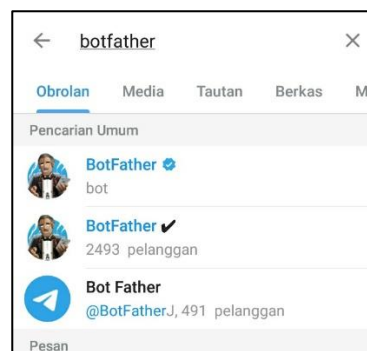 botfather
Obrolan Media Tautan Berkas M
Pencarian Umum
BotFather
bot
BotFather ✔
2493 pelanggan
Bot Father
@BotFatherJ, 491 pelanggan
Pesan